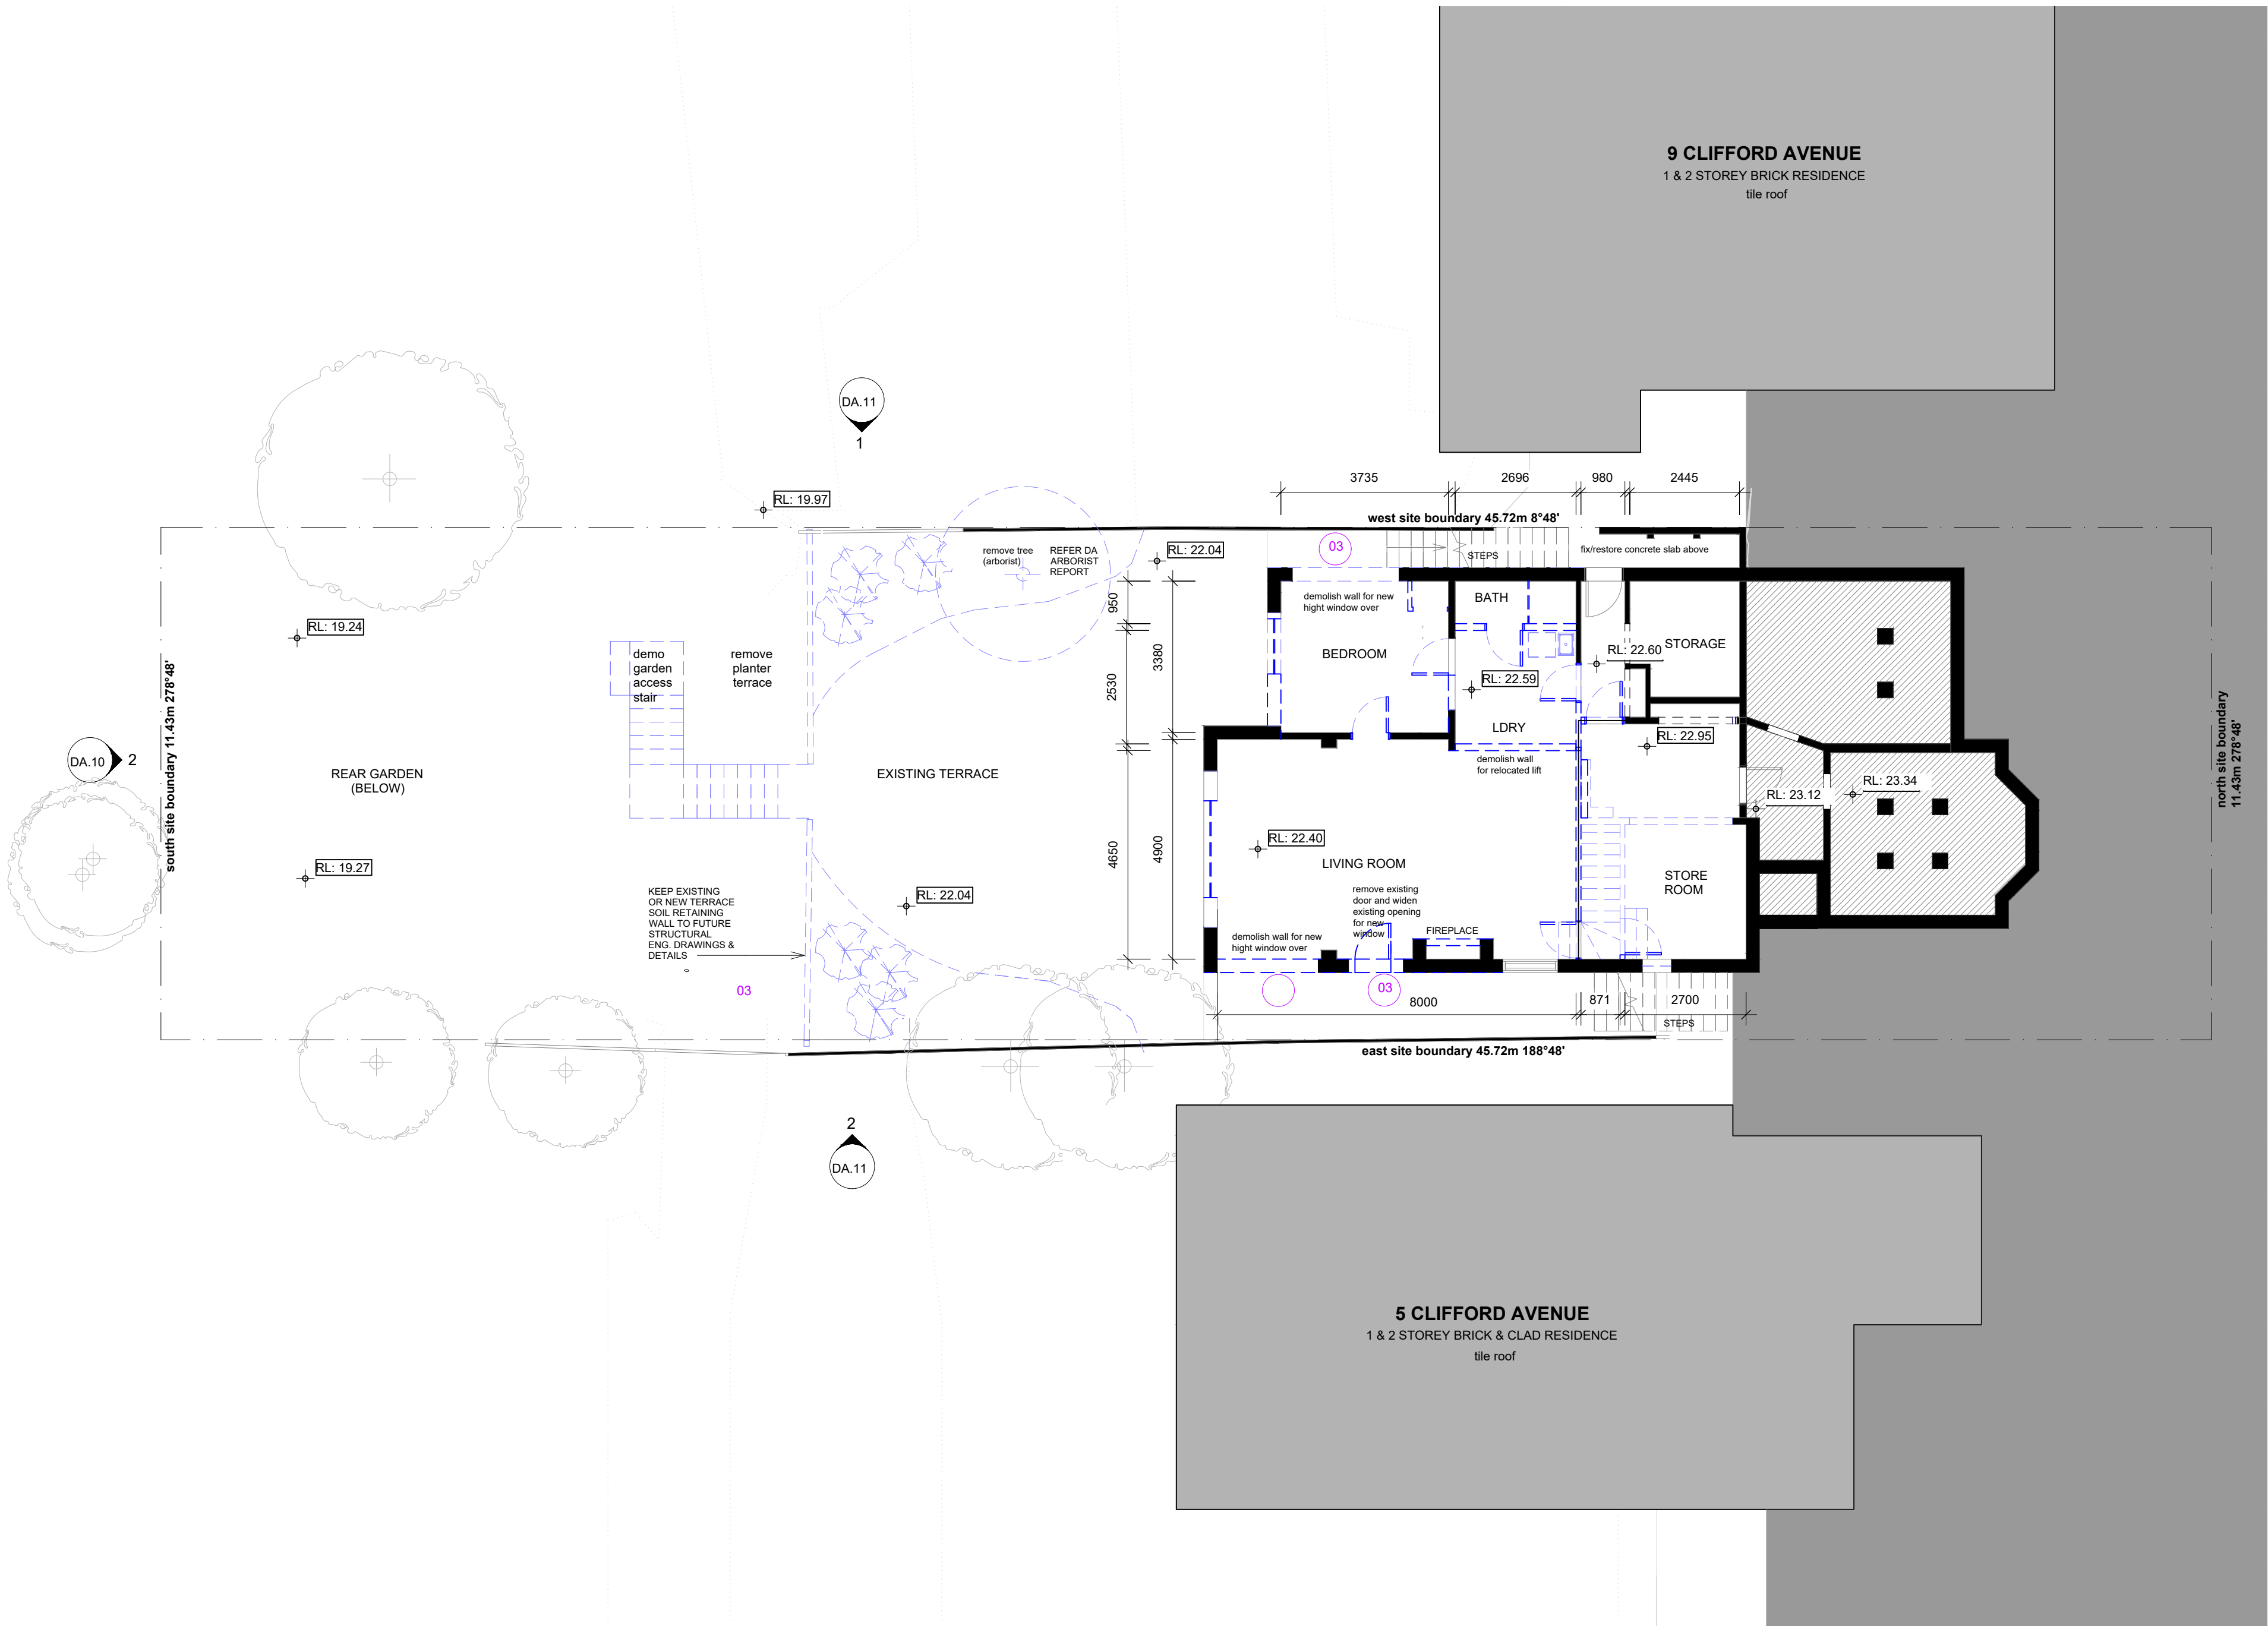 9 CLIFFORD AVENUE
1 & 2 STOREY BRICK RESIDENCE
tile roof
DA.11
1
3735
2696
980
2445
RL: 19.97
west site boundary 45.72m 8°48'
remove tree
(arborist)
REFER DA
ARBORIST
REPORT
RL: 22.04
03
STEPS
fix/restore concrete slab above
950
3380
2530
demolish wall for new
hight window over
BATH
BEDROOM
RL: 22.60
STORAGE
RL: 19.24
demo
garden
access
stair
remove
planter
terrace
RL: 22.59
LDRY
RL: 22.95
south site boundary 11.43m 278°48'
north site boundary
11.43m 278°48'
DA.10
2
REAR GARDEN
(BELOW)
EXISTING TERRACE
demolish wall
for relocated lift
RL: 23.12
RL: 23.34
4650
4900
RL: 22.40
LIVING ROOM
STORE
ROOM
RL: 19.27
RL: 22.04
KEEP EXISTING
OR NEW TERRACE
SOIL RETAINING
WALL TO FUTURE
STRUCTURAL
ENG. DRAWINGS &
DETAILS
03
remove existing
door and widen
existing opening
for new
window
FIREPLACE
demolish wall for new
hight window over
03
8000
871
2700
STEPS
east site boundary 45.72m 188°48'
2
DA.11
5 CLIFFORD AVENUE
1 & 2 STOREY BRICK & CLAD RESIDENCE
tile roof